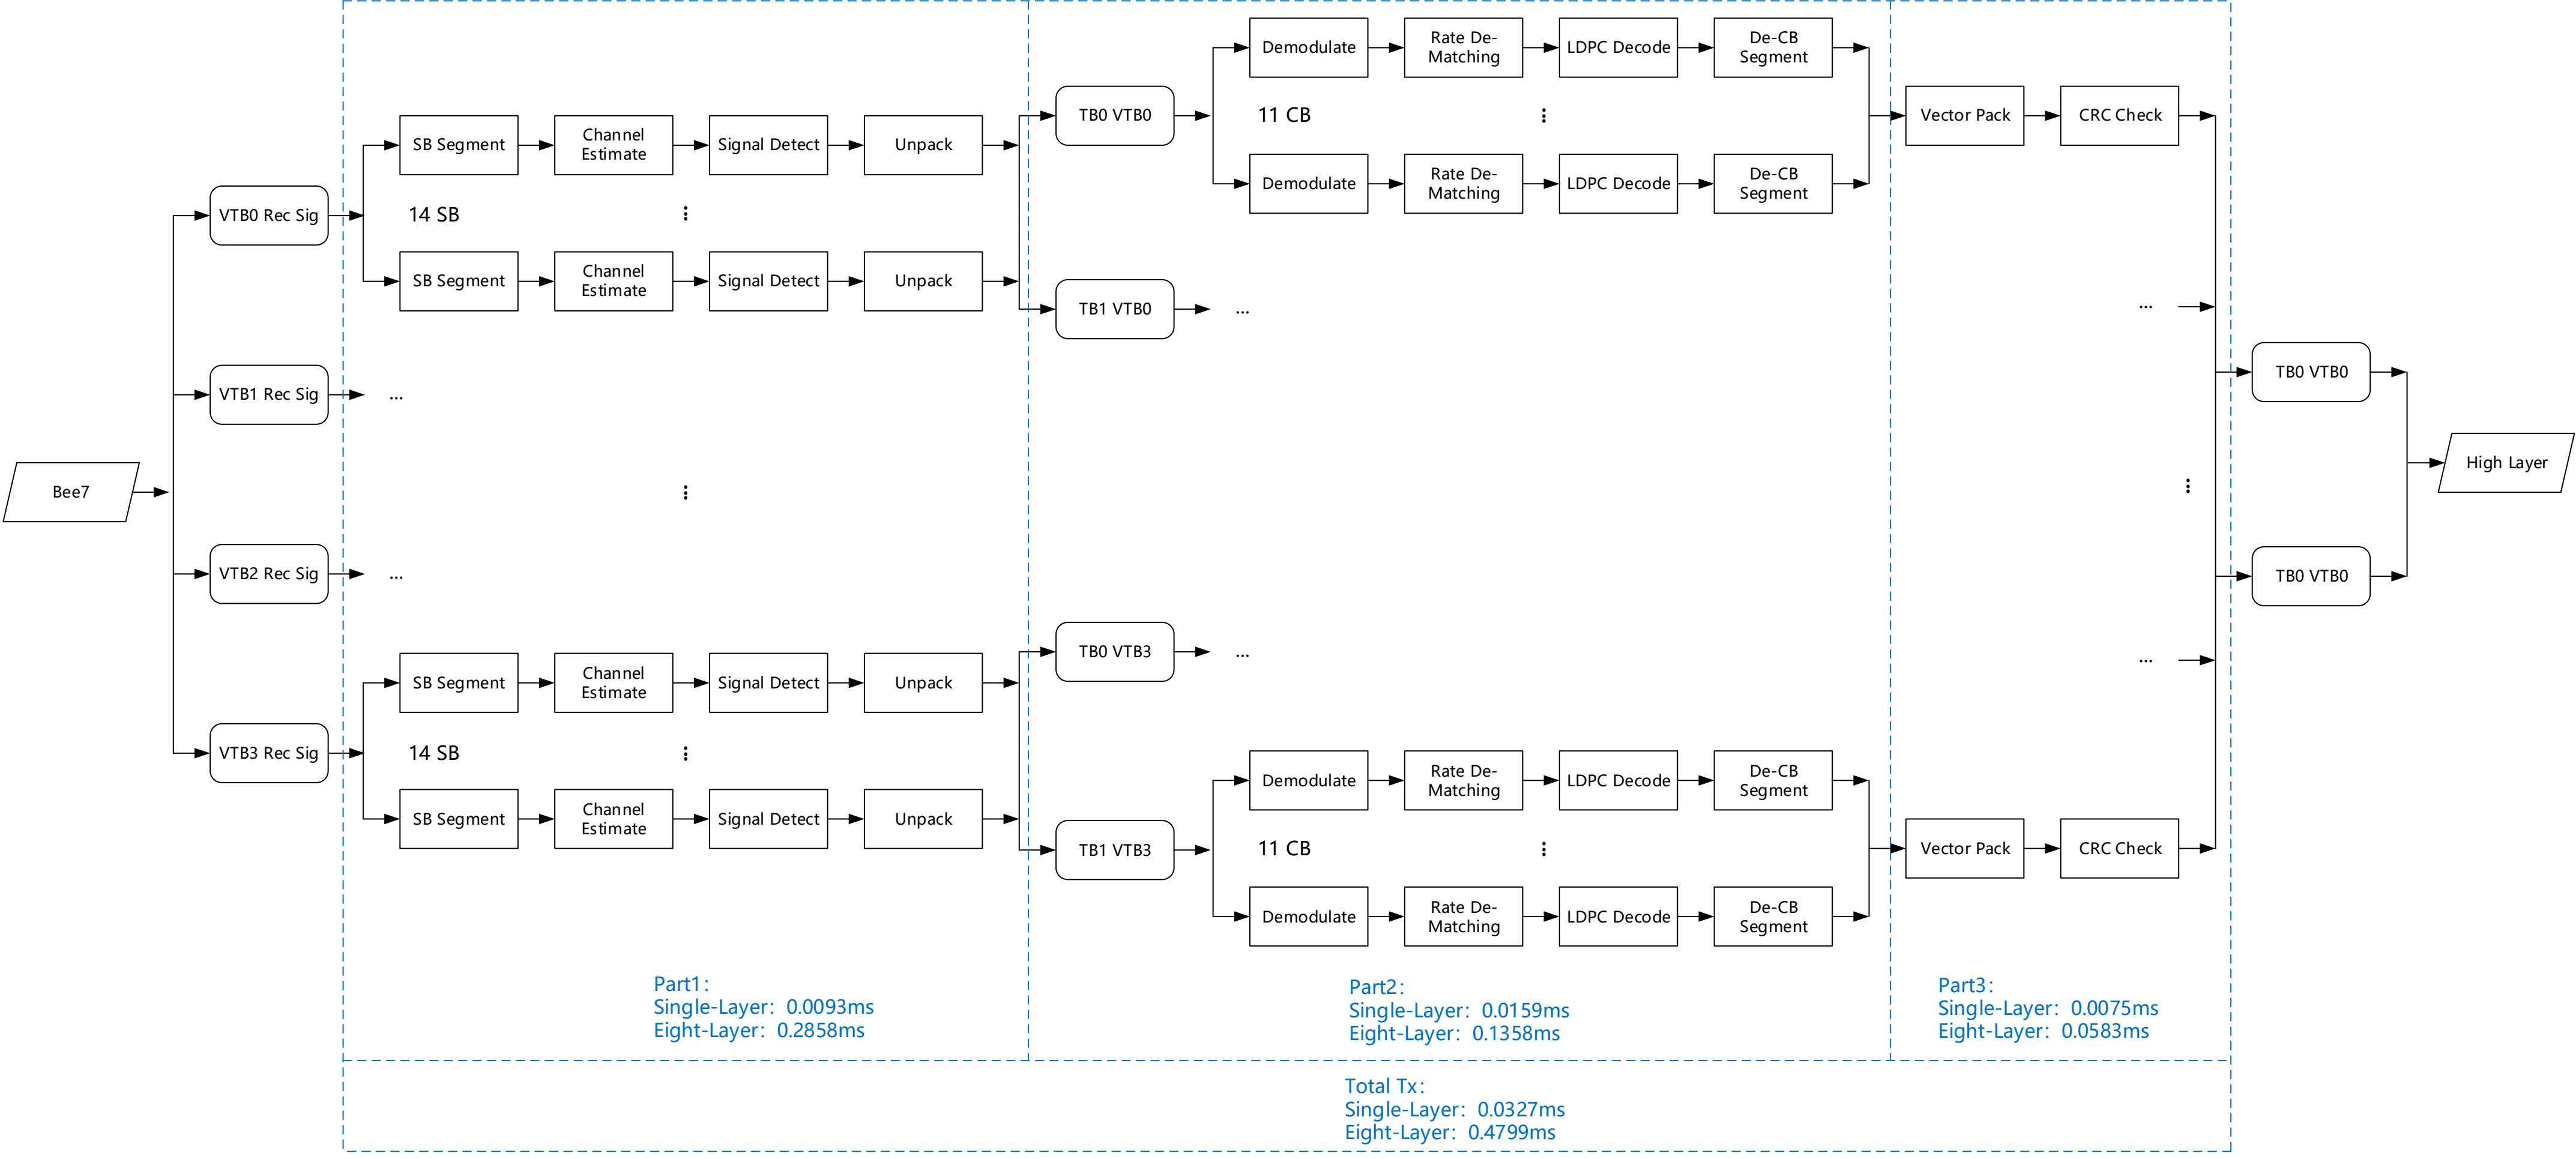 Bee7
VTB0 Rec Sig
VTB1 Rec Sig
...
VTB2 Rec Sig
...
VTB3 Rec Sig
SB Segment
Channel
Estimate
Signal Detect
Unpack
14 SB
SB Segment
Channel
Estimate
Signal Detect
Unpack
SB Segment
Channel
Estimate
Signal Detect
Unpack
14 SB
SB Segment
Channel
Estimate
Signal Detect
Unpack
Part1:
Single-Layer: 0.0093ms
Eight-Layer: 0.2858ms
TB0 VTB0
Demodulate
Rate De-
Matching
LDPC Decode
De-CB
Segment
11 CB
Demodulate
Rate De-
Matching
LDPC Decode
De-CB
Segment
TB1 VTB0
...
TB0 VTB3
...
TB1 VTB3
Demodulate
Rate De-
Matching
LDPC Decode
De-CB
Segment
11 CB
Demodulate
Rate De-
Matching
LDPC Decode
De-CB
Segment
Part2:
Single-Layer: 0.0159ms
Eight-Layer: 0.1358ms
Vector Pack
CRC Check
...
...
Vector Pack
CRC Check
Part3:
Single-Layer: 0.0075ms
Eight-Layer: 0.0583ms
TB0 VTB0
TB0 VTB0
High Layer
Total Tx:
Single-Layer: 0.0327ms
Eight-Layer: 0.4799ms